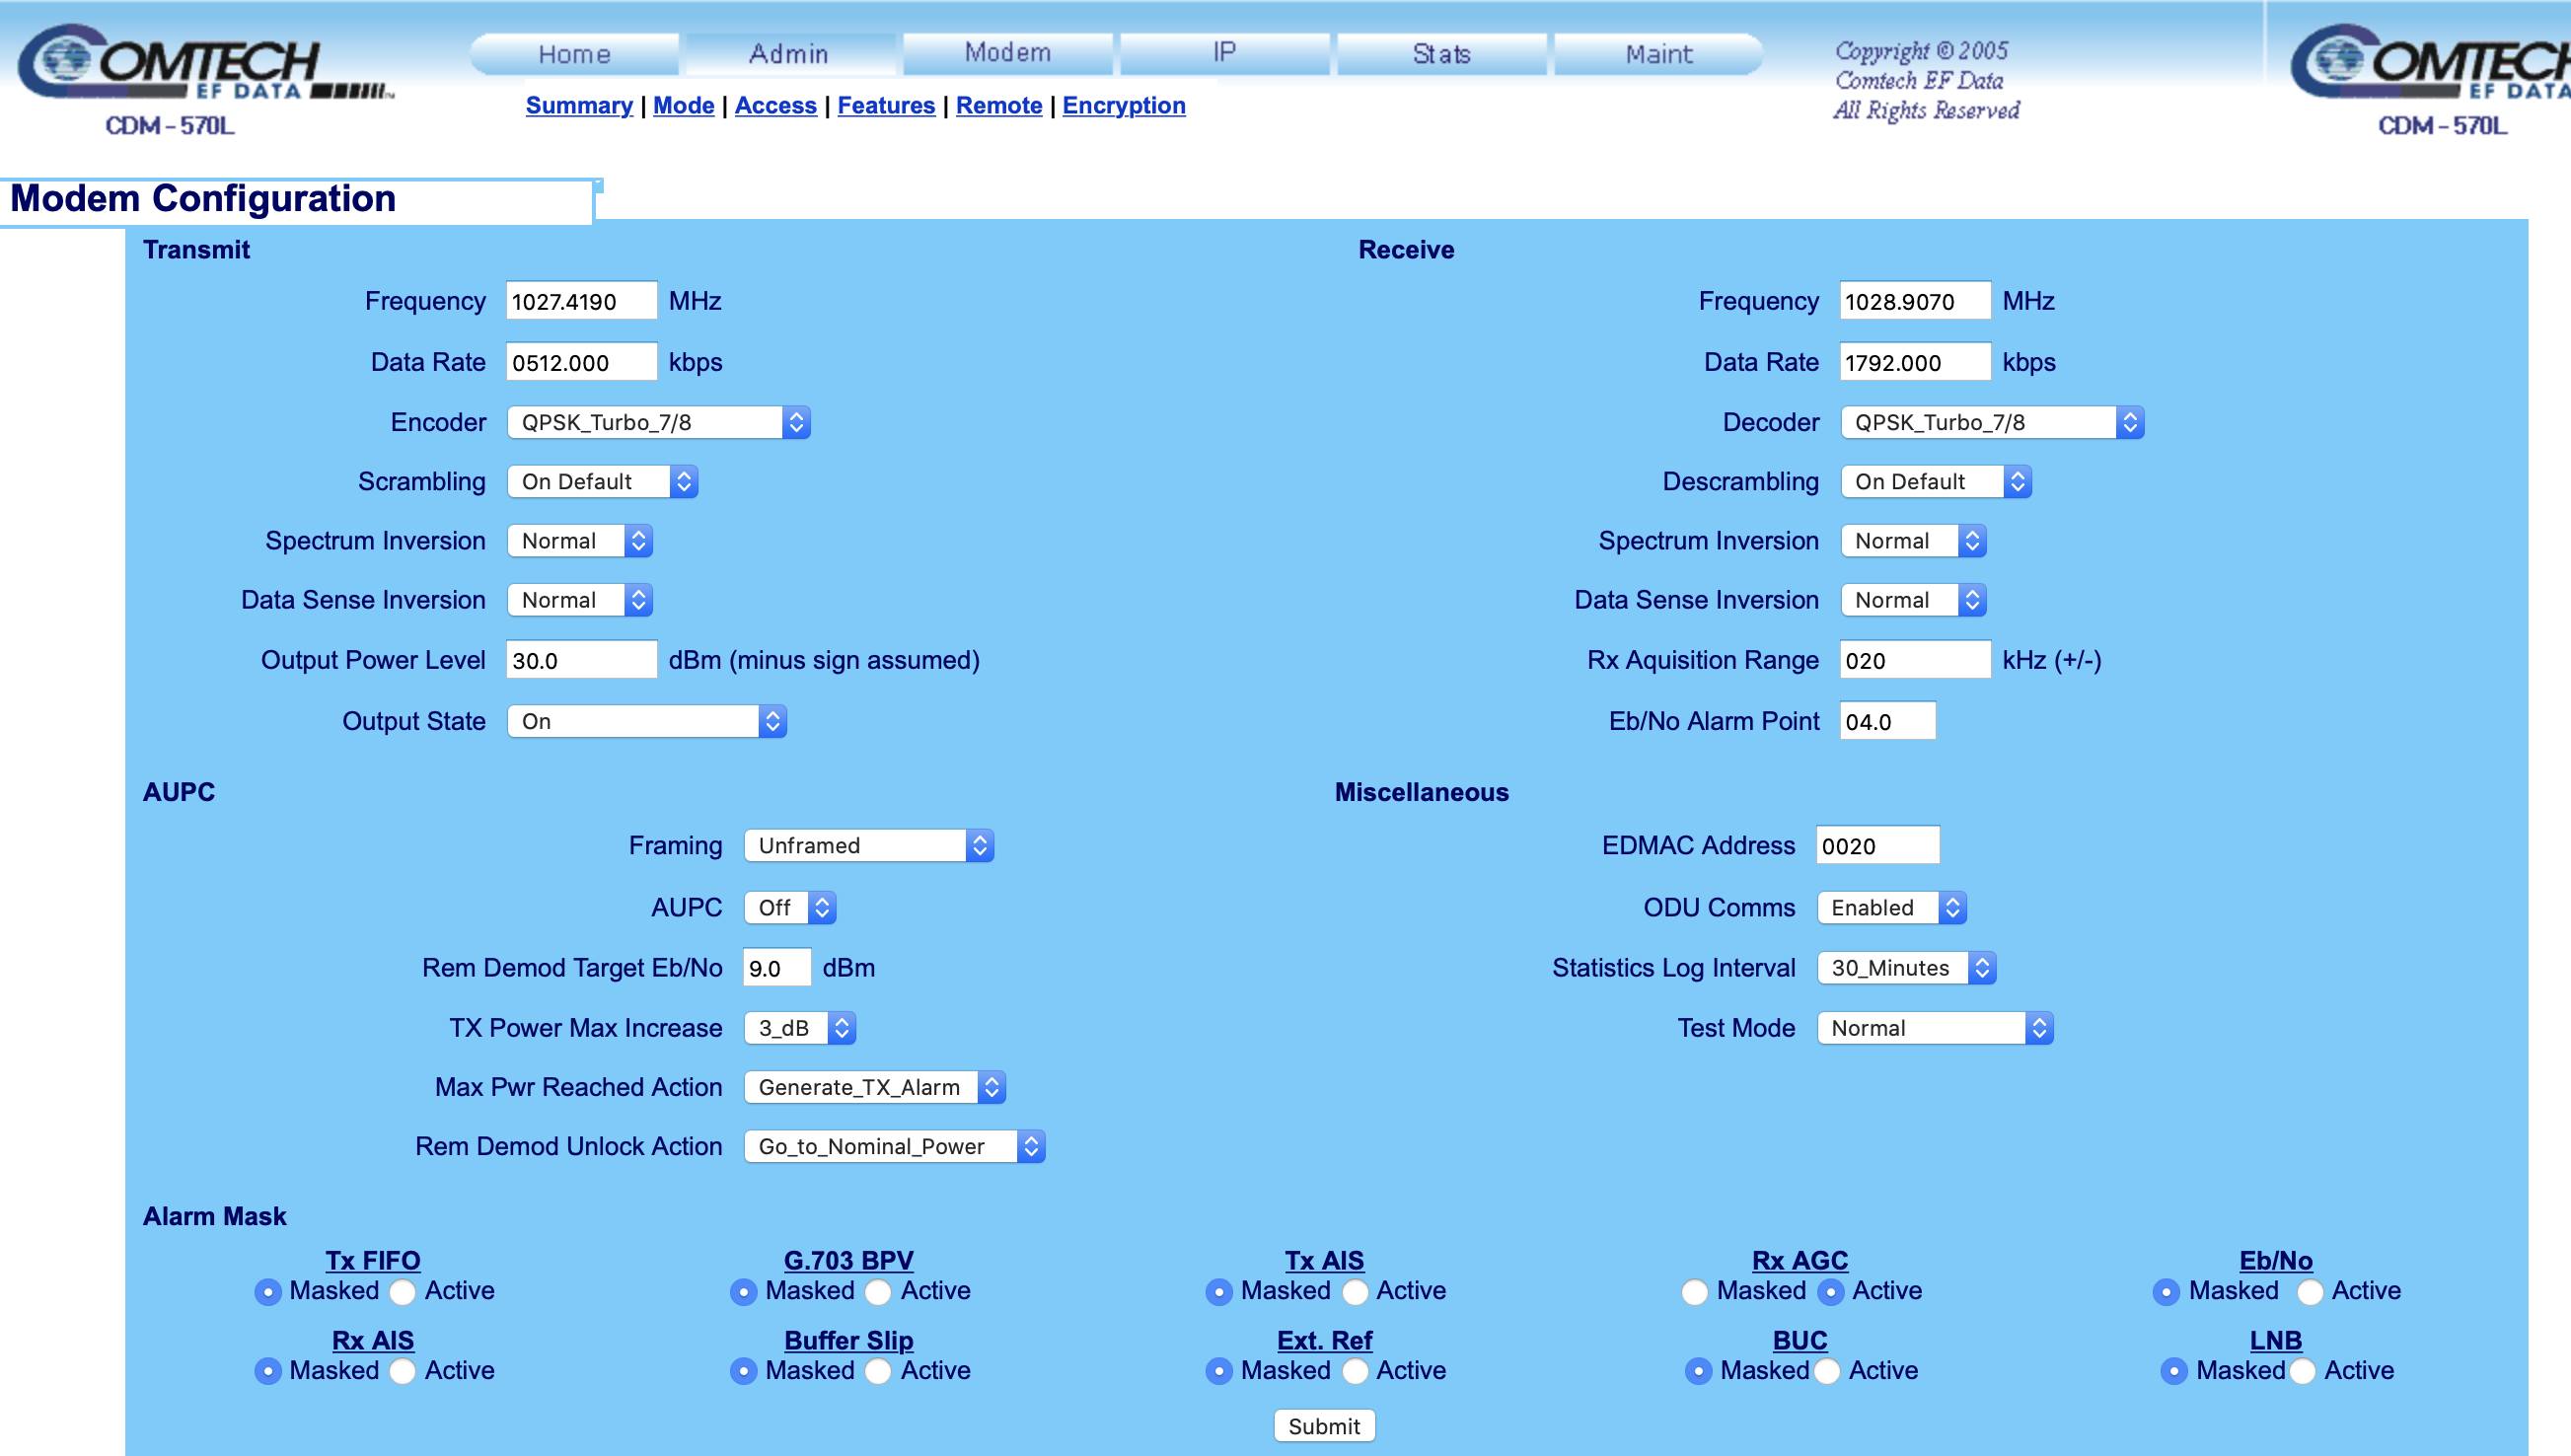 COMTECH
EF DATA
CDM-570L
Home Admin Modem IP Stats Maint
Summary | Mode | Access | Features | Remote | Encryption
Copyright © 2005
Comtech EF Data
All Rights Reserved
COMTECH
EF DATA
CDM-570L
Modem Configuration
Transmit
Frequency 1027.4190 MHz
Data Rate 0512.000 kbps
Encoder QPSK_Turbo_7/8
Scrambling On Default
Spectrum Inversion Normal
Data Sense Inversion Normal
Output Power Level 30.0 dBm (minus sign assumed)
Output State On
Receive
Frequency 1028.9070 MHz
Data Rate 1792.000 kbps
Decoder QPSK_Turbo_7/8
Descrambling On Default
Spectrum Inversion Normal
Data Sense Inversion Normal
Rx Aquisition Range 020 kHz (+/-)
Eb/No Alarm Point 04.0
AUPC
Framing Unframed
AUPC Off
Rem Demod Target Eb/No 9.0 dBm
TX Power Max Increase 3_dB
Max Pwr Reached Action Generate_TX_Alarm
Rem Demod Unlock Action Go_to_Nominal_Power
Miscellaneous
EDMAC Address 0020
ODU Comms Enabled
Statistics Log Interval 30_Minutes
Test Mode Normal
Alarm Mask
Tx FIFO G.703 BPV Tx AIS Rx AGC Eb/No
Masked Active Masked Active Masked Active Masked Active Masked Active
Rx AIS Buffer Slip Ext. Ref BUC LNB
Masked Active Masked Active Masked Active Masked Active Masked Active
Submit